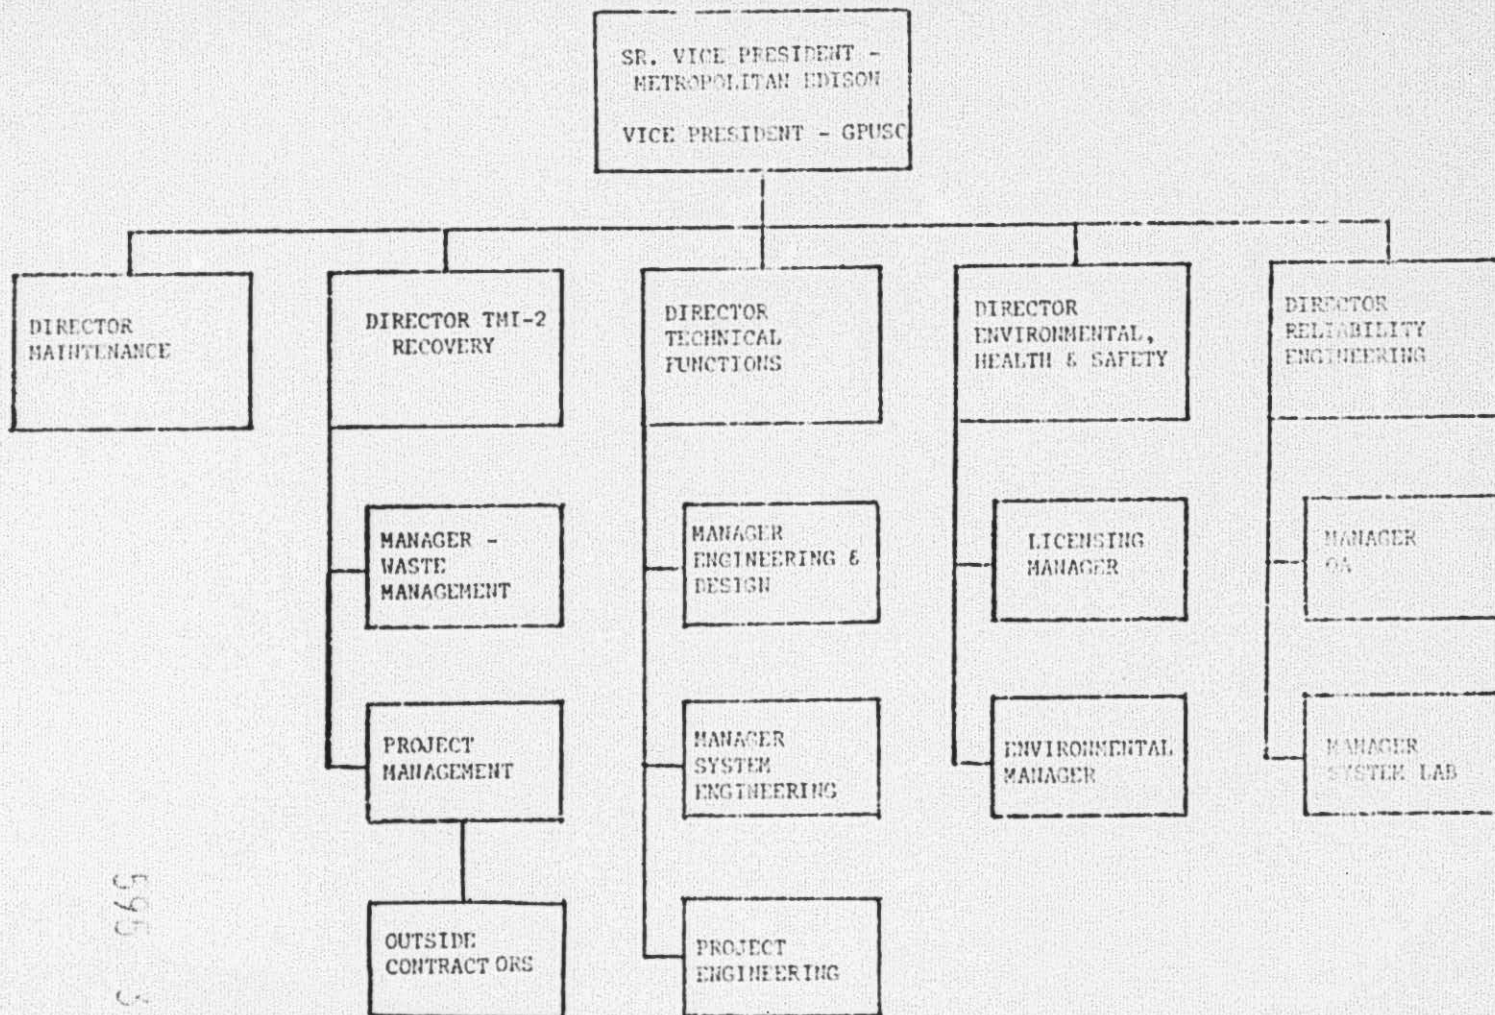 SR. VICE PRESIDENT -
METROPOLITAN EDISON
VICE PRESIDENT - GPUSC
DIRECTOR
MAINTENANCE
DIRECTOR TMI-2
RECOVERY
DIRECTOR
TECHNICAL
FUNCTIONS
DIRECTOR
ENVIRONMENTAL,
HEALTH & SAFETY
DIRECTOR
RELIABILITY
ENGINEERING
MANAGER -
WASTE
MANAGEMENT
MANAGER
ENGINEERING &
DESIGN
LICENSING
MANAGER
MANAGER
QA
PROJECT
MANAGEMENT
MANAGER
SYSTEM
ENGINEERING
ENVIRONMENTAL
MANAGER
MANAGER
SYSTEM LAB
OUTSIDE
CONTRACTORS
PROJECT
ENGINEERING